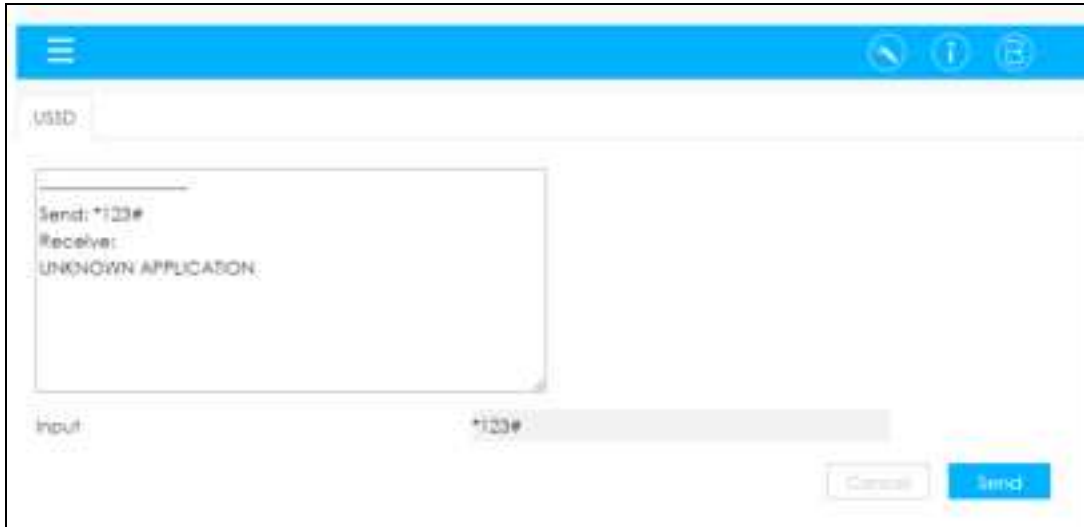 USSD
Send: *123#
Receive:
UNKNOWN APPLICATION
Input
*123#
Cancel
Send